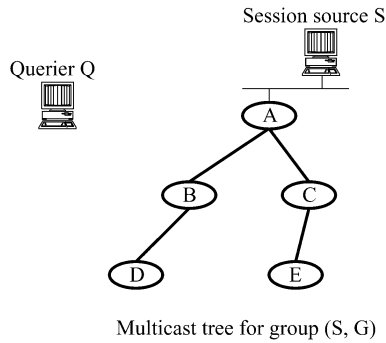 Session source S
Querier Q
A
B
C
D
E
Multicast tree for group (S, G)